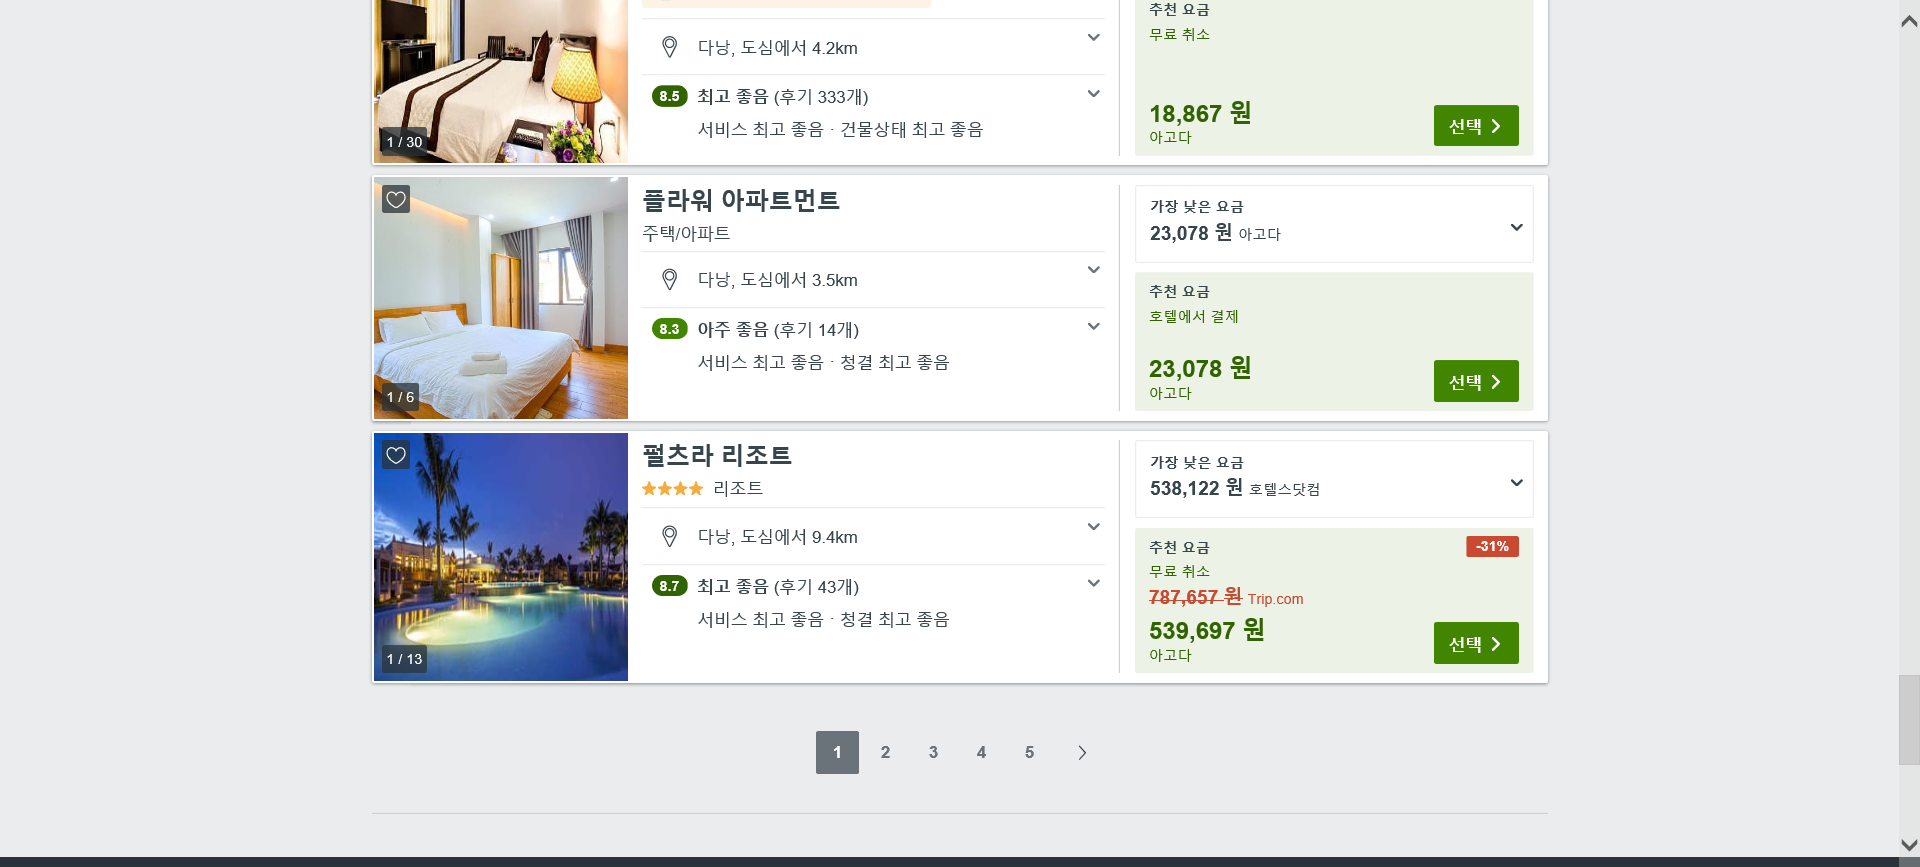 다낭, 도심에서 4.2km
8.5 최고 좋음 (후기 333개)
서비스 최고 좋음 · 건물상태 최고 좋음
1 / 30
추천 요금
무료 취소
18,867 원
아고다
선택
플라워 아파트먼트
주택/아파트
다낭, 도심에서 3.5km
8.3 아주 좋음 (후기 14개)
서비스 최고 좋음 · 청결 최고 좋음
1 / 6
가장 낮은 요금
23,078 원 아고다
추천 요금
호텔에서 결제
23,078 원
아고다
선택
펄츠라 리조트
리조트
다낭, 도심에서 9.4km
8.7 최고 좋음 (후기 43개)
서비스 최고 좋음 · 청결 최고 좋음
1 / 13
가장 낮은 요금
538,122 원 호텔스닷컴
추천 요금
-31%
무료 취소
787,657 원 Trip.com
539,697 원
아고다
선택
1 2 3 4 5